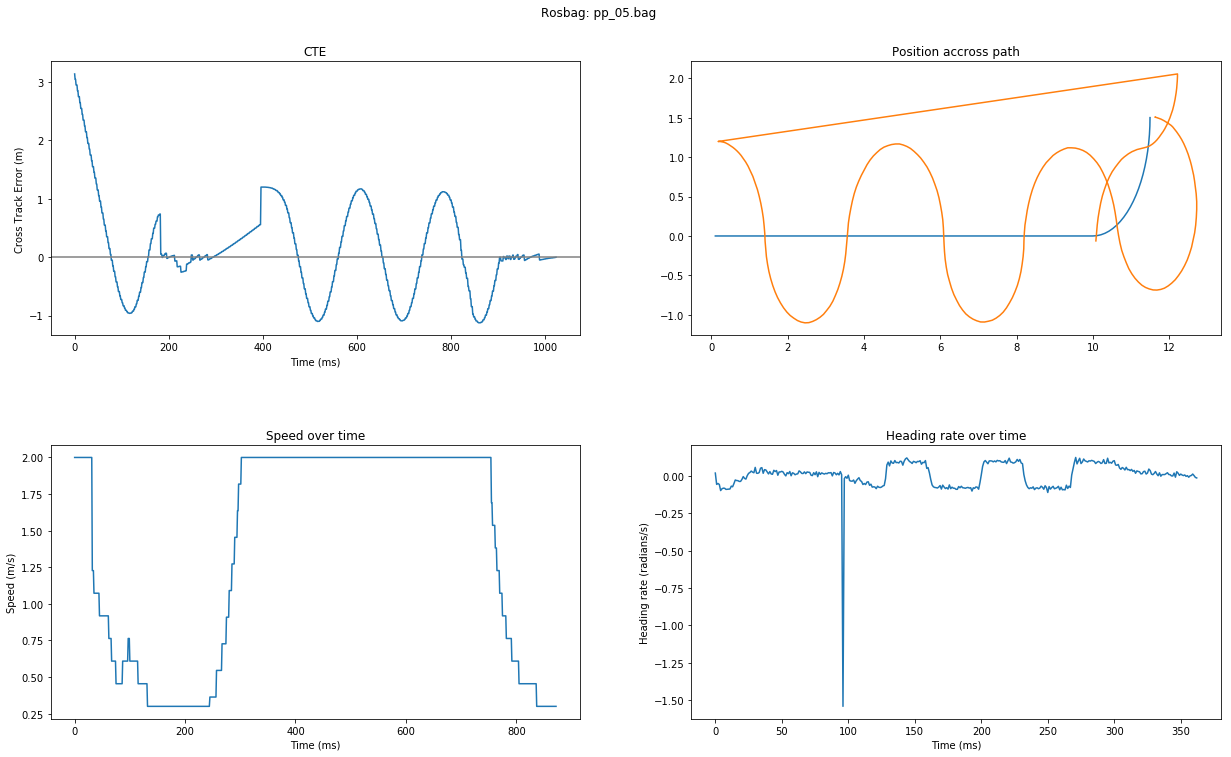 Rosbag: pp_05.bag
CTE
Cross Track Error (m)
3
2
1
0
−1
0 200 400 600 800 1000
Time (ms)
Position accross path
2.0
1.5
1.0
0.5
0.0
−0.5
−1.0
0 2 4 6 8 10 12
Speed over time
Speed (m/s)
2.00
1.75
1.50
1.25
1.00
0.75
0.50
0.25
0 200 400 600 800
Time (ms)
Heading rate over time
Heading rate (radians/s)
0.00
−0.25
−0.50
−0.75
−1.00
−1.25
−1.50
0 50 100 150 200 250 300 350
Time (ms)